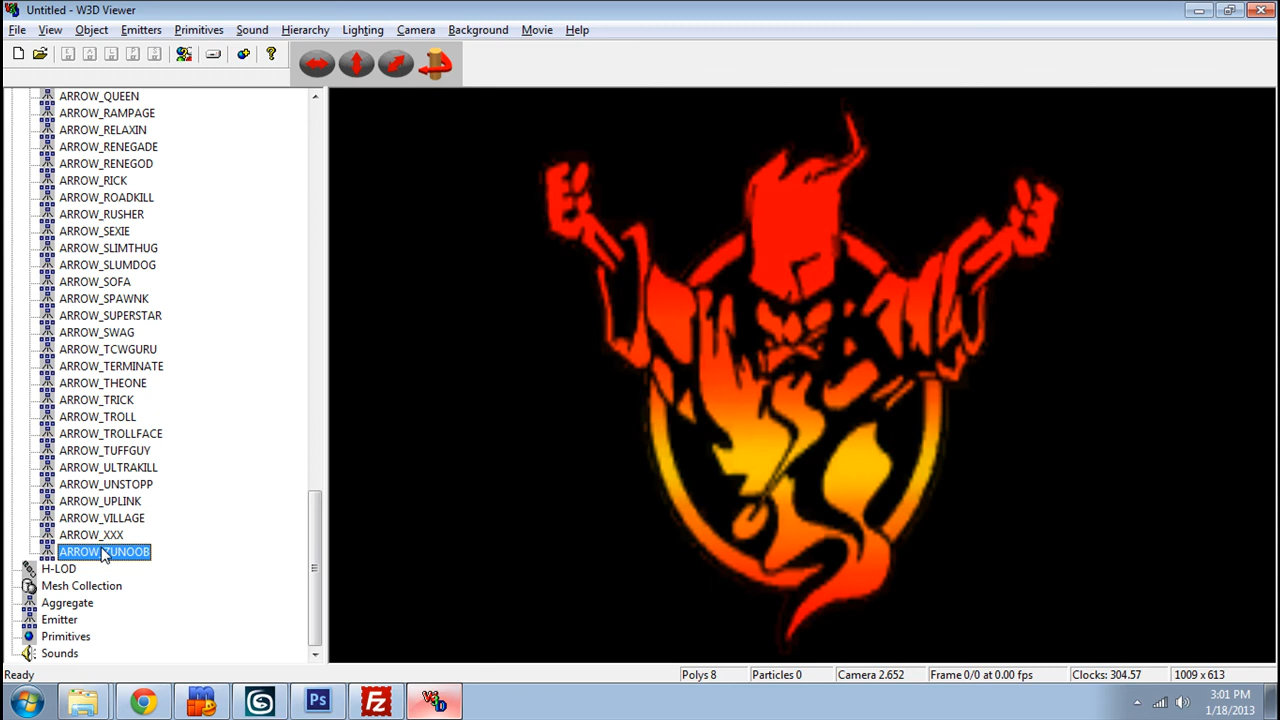 Untitled - W3D Viewer
File View Object Emitters Primitives Sound Hierarchy Lighting Camera Background Movie Help
ARROW_QUEEN
ARROW_RAMPAGE
ARROW_RELAXIN
ARROW_RENEGADE
ARROW_RENEGOD
ARROW_RICK
ARROW_ROADKILL
ARROW_RUSHER
ARROW_SEXIE
ARROW_SLIMTHUG
ARROW_SLUMDOG
ARROW_SOFA
ARROW_SPAWNK
ARROW_SUPERSTAR
ARROW_SWAG
ARROW_TCWGURU
ARROW_TERMINATE
ARROW_THEONE
ARROW_TRICK
ARROW_TROLL
ARROW_TROLLFACE
ARROW_TUFFGUY
ARROW_ULTRAKILL
ARROW_UNSTOPP
ARROW_UPLINK
ARROW_VILLAGE
ARROW_XXX
H-LOD
Mesh Collection
Aggregate
Emitter
Primitives
Sounds
Ready Polys 8 Particles 0 Camera 2.652 Frame 0/0 at 0.00 fps Clocks: 304.57 1009 x 613
Ps Fz
3:01 PM
1/18/2013